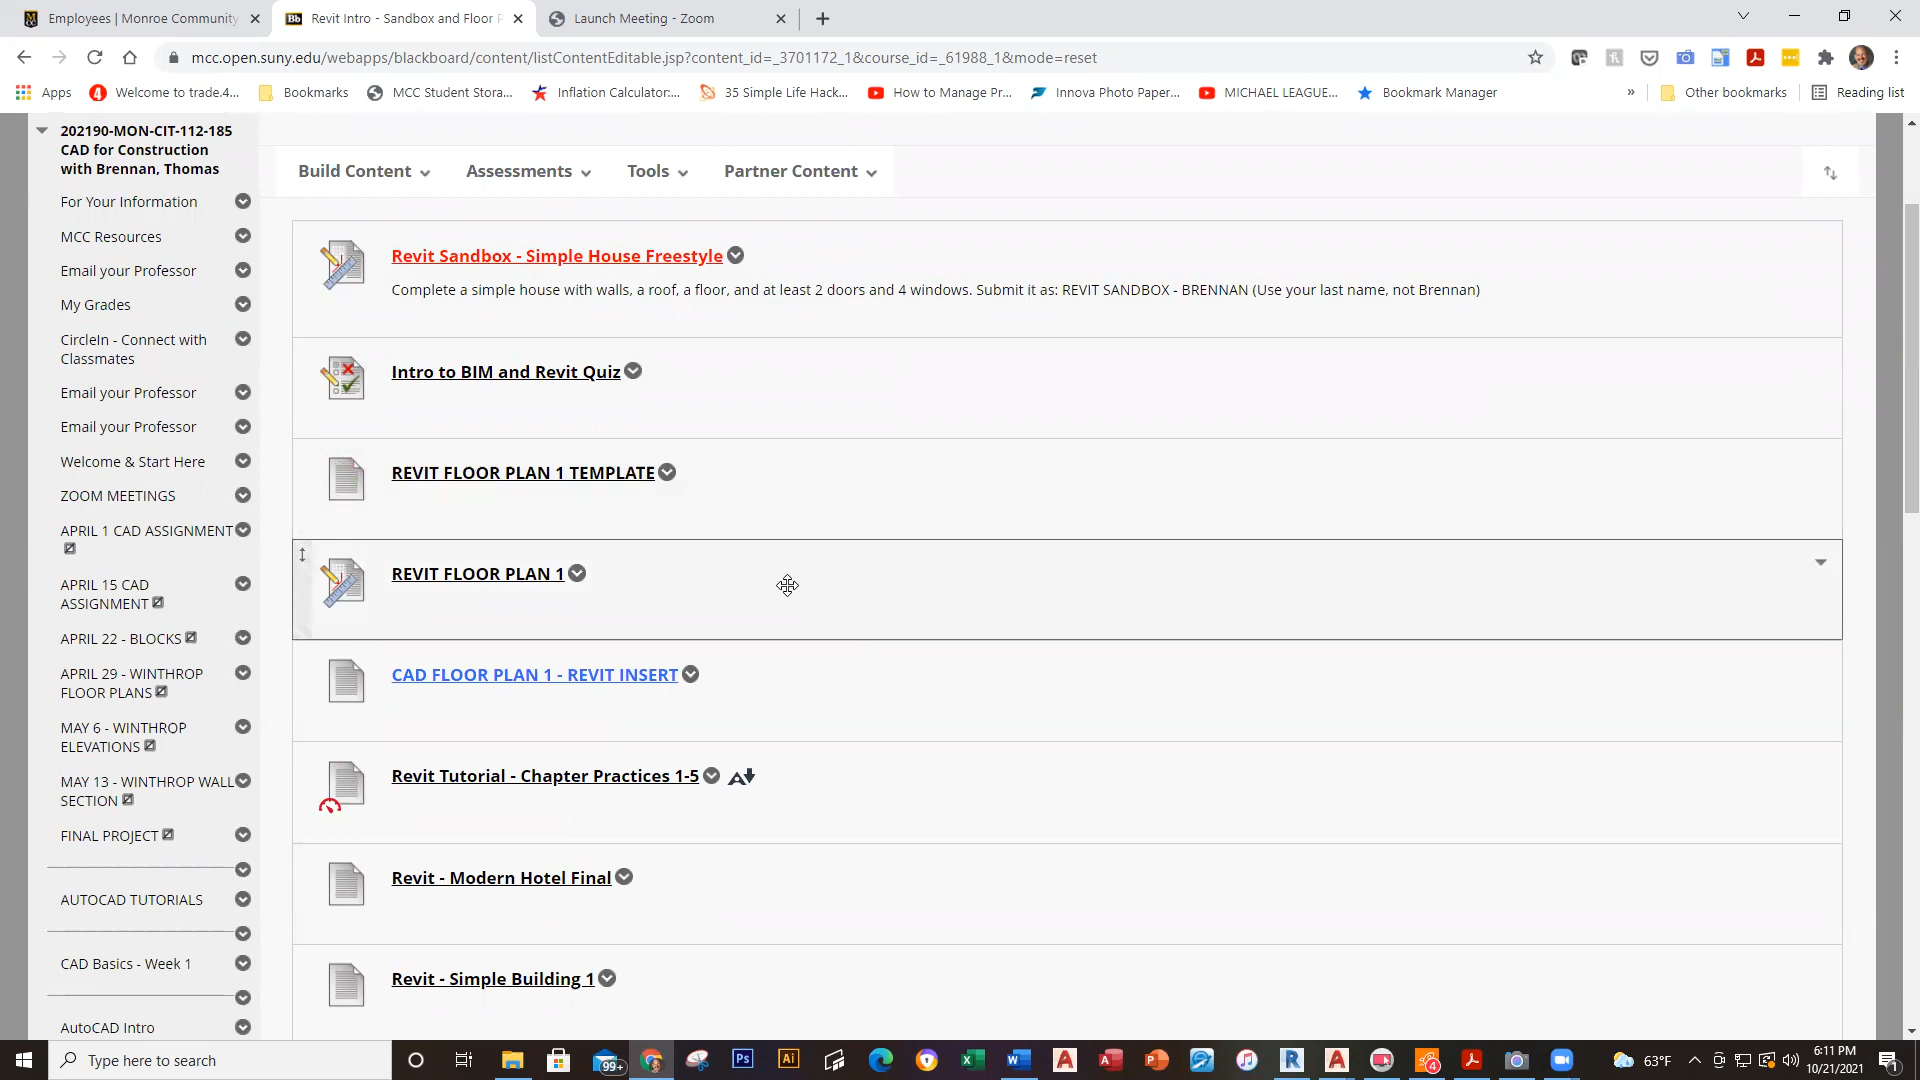 Employees | Monroe Community
Revit Intro - Sandbox and Floor
Launch Meeting - Zoom
mcc.open.suny.edu/webapps/blackboard/content/listContentEditable.jsp?content_id=_3701172_1&course_id=_61988_1&mode=reset
Apps
Welcome to trade.4...
Bookmarks
MCC Student Stora...
Inflation Calculator:...
35 Simple Life Hack...
How to Manage Pr...
Innova Photo Paper...
MICHAEL LEAGUE...
Bookmark Manager
»
Other bookmarks
Reading list
202190-MON-CIT-112-185
CAD for Construction
with Brennan, Thomas
For Your Information
MCC Resources
Email your Professor
My Grades
CircleIn - Connect with
Classmates
Email your Professor
Email your Professor
Welcome & Start Here
ZOOM MEETINGS
APRIL 1 CAD ASSIGNMENT
APRIL 15 CAD
ASSIGNMENT
APRIL 22 - BLOCKS
APRIL 29 - WINTHROP
FLOOR PLANS
MAY 6 - WINTHROP
ELEVATIONS
MAY 13 - WINTHROP WALL
SECTION
FINAL PROJECT
AUTOCAD TUTORIALS
CAD Basics - Week 1
AutoCAD Intro
Build Content
Assessments
Tools
Partner Content
Revit Sandbox - Simple House Freestyle
Complete a simple house with walls, a roof, a floor, and at least 2 doors and 4 windows. Submit it as: REVIT SANDBOX - BRENNAN (Use your last name, not Brennan)
Intro to BIM and Revit Quiz
REVIT FLOOR PLAN 1 TEMPLATE
REVIT FLOOR PLAN 1
CAD FLOOR PLAN 1 - REVIT INSERT
Revit Tutorial - Chapter Practices 1-5
Revit - Modern Hotel Final
Revit - Simple Building 1
Type here to search
99+
Ps
Ai
4
63°F
6:11 PM
10/21/2021
1